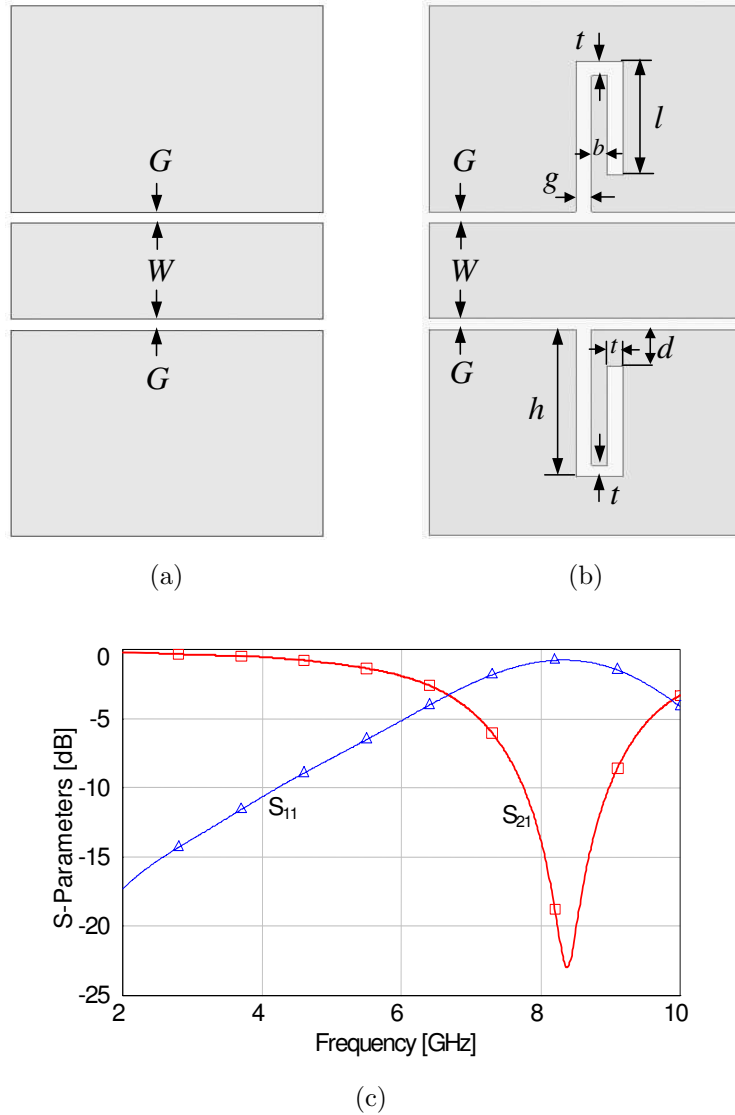 G
W
G
(a)
t
l
b
G
g
W
t
d
G
h
t
(b)
0
-5
-10
-15
-20
-25
S-Parameters [dB]
S11
S21
2 4 6 8 10
Frequency [GHz]
(c)